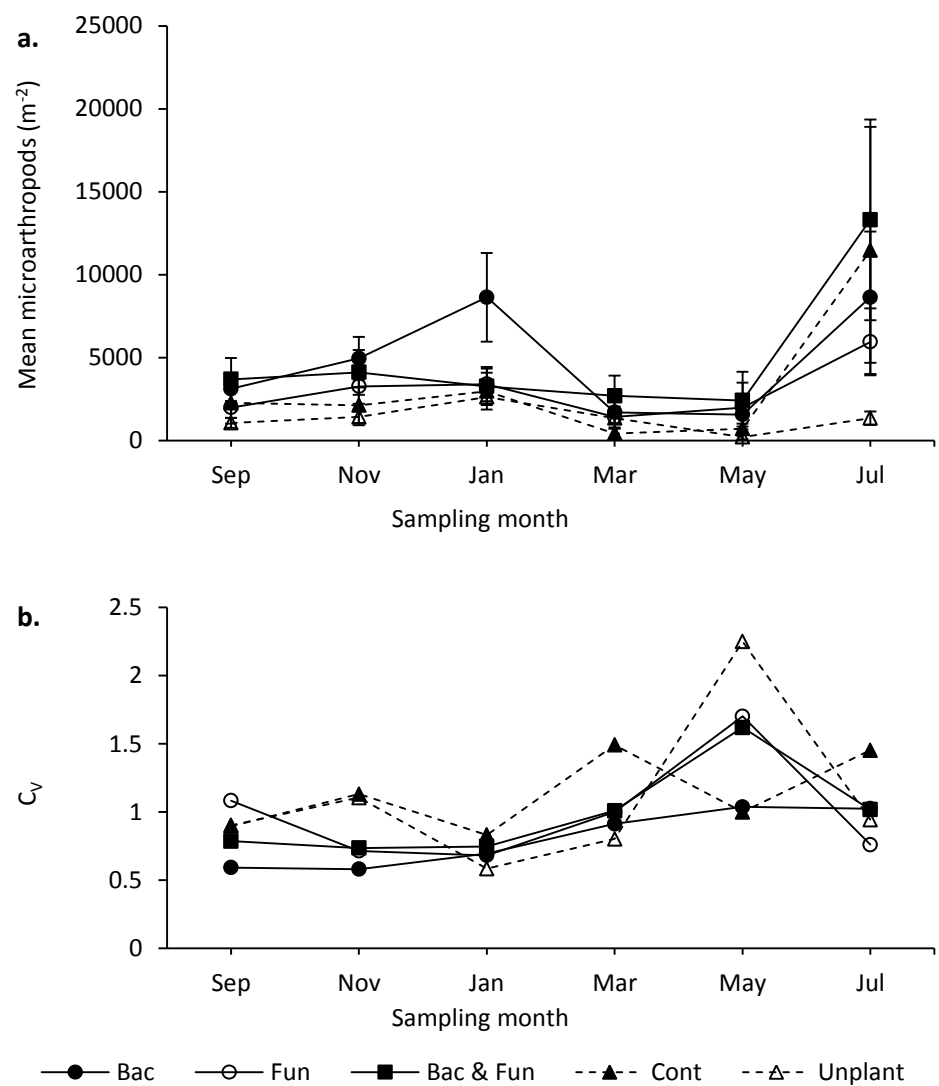 a.
Mean microarthropods (m-2)
25000
20000
15000
10000
5000
0
Sep Nov Jan Mar May Jul
Sampling month
b.
CV
2.5
2
1.5
1
0.5
0
Sep Nov Jan Mar May Jul
Sampling month
Bac Fun Bac & Fun Cont Unplant